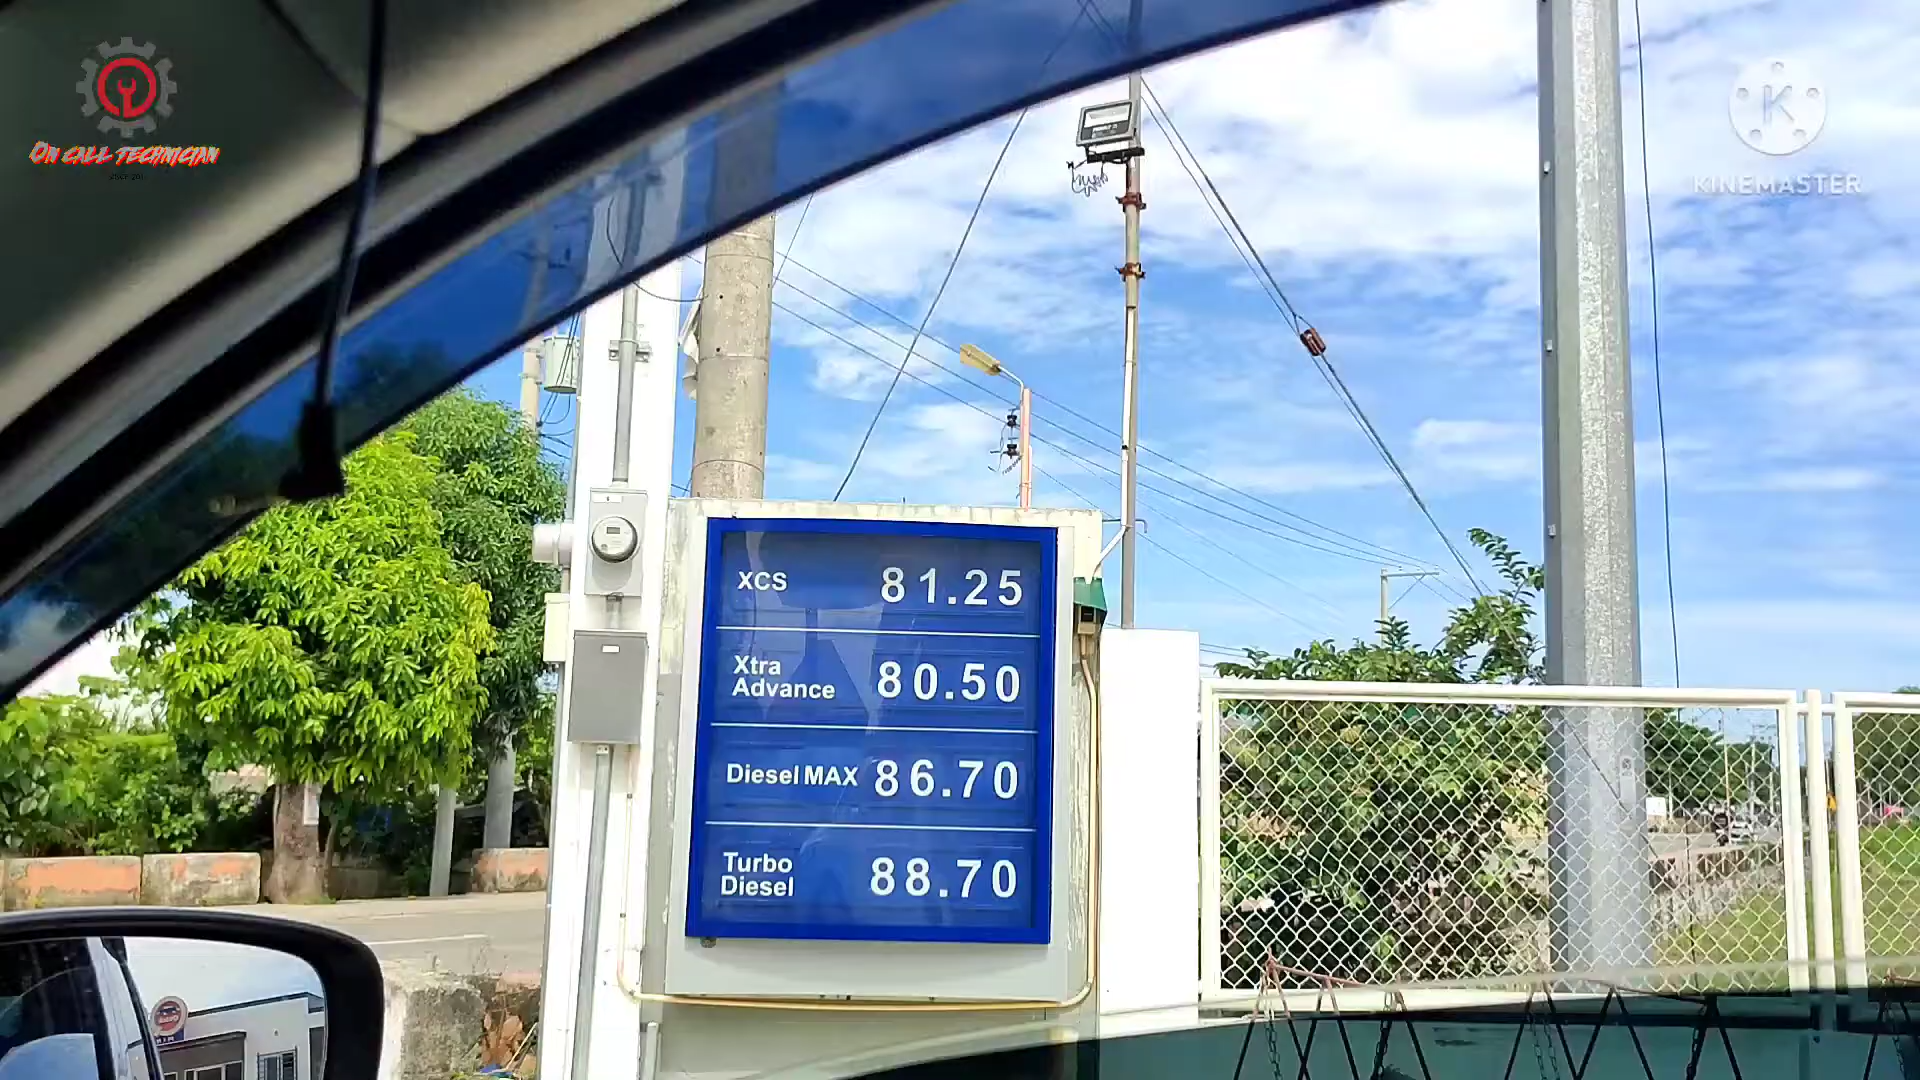 ON CALL TECHNICIAN
KINEMASTER
XCS 81.25
Xtra
Advance 80.50
Diesel MAX 86.70
Turbo
Diesel 88.70